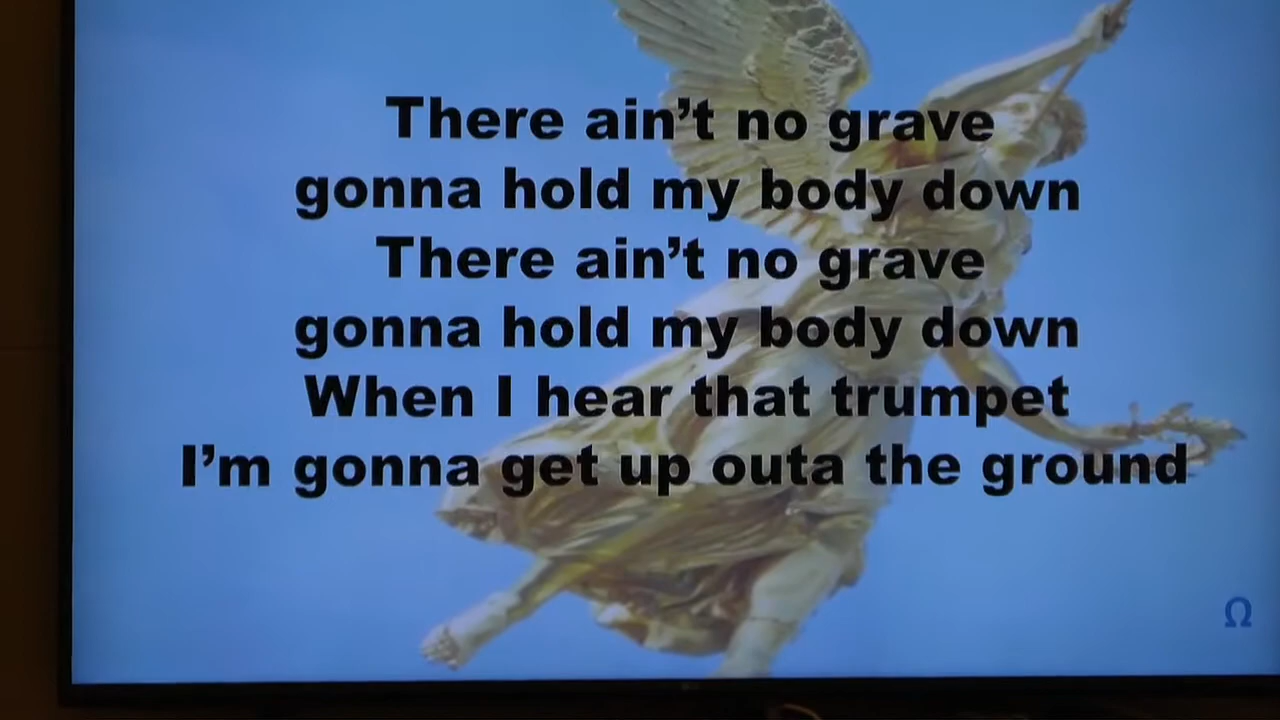 There ain’t no grave
gonna hold my body down
There ain’t no grave
gonna hold my body down
When I hear that trumpet
I’m gonna get up outa the ground
Ω